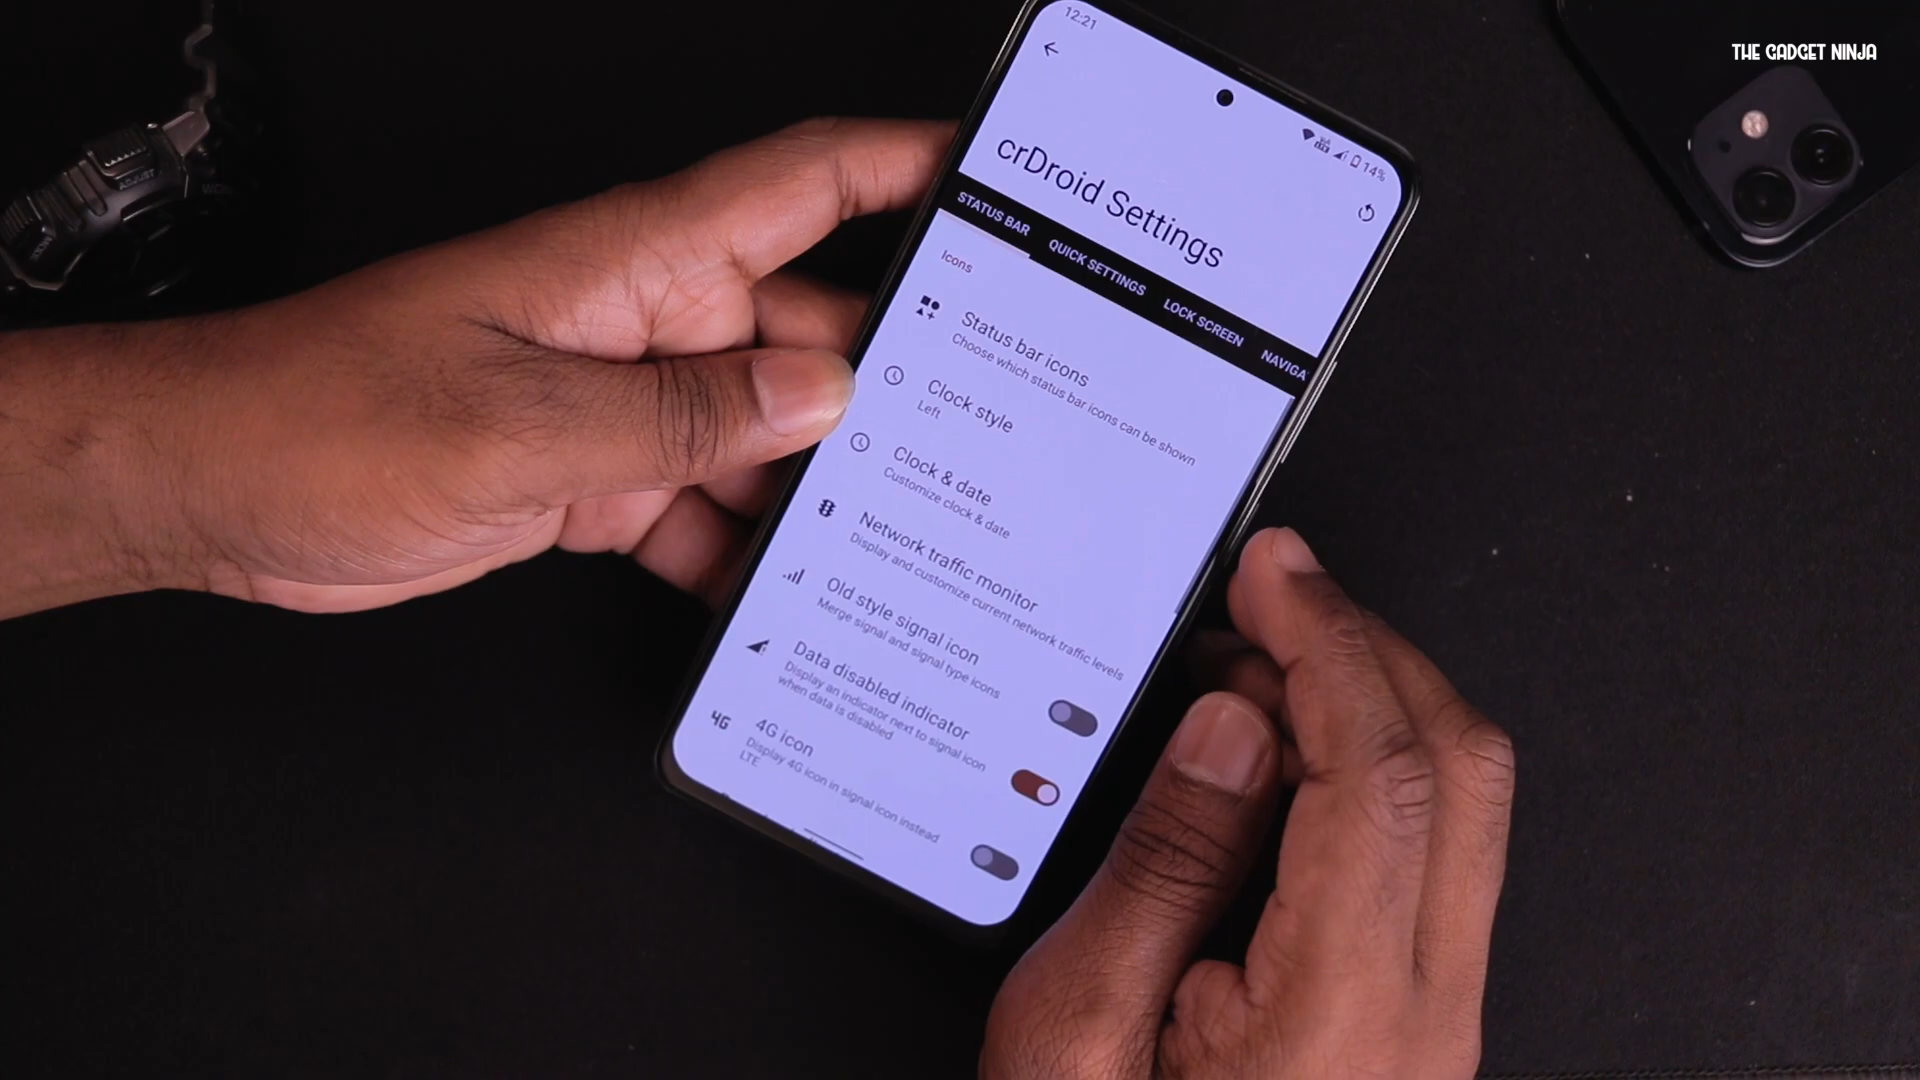 THE GADGET NINJA
12:21
14%
crDroid Settings
STATUS BAR
QUICK SETTINGS
LOCK SCREEN
NAVIGA
Icons
Status bar icons
Choose which status bar icons can be shown
Clock style
Left
Clock & date
Customize clock & date
Network traffic monitor
Display and customize current network traffic levels
Old style signal icon
Merge signal and signal type icons
Data disabled indicator
Display an indicator next to signal icon
when data is disabled
4G
4G icon
Display 4G icon in signal icon instead
LTE
ADJUST